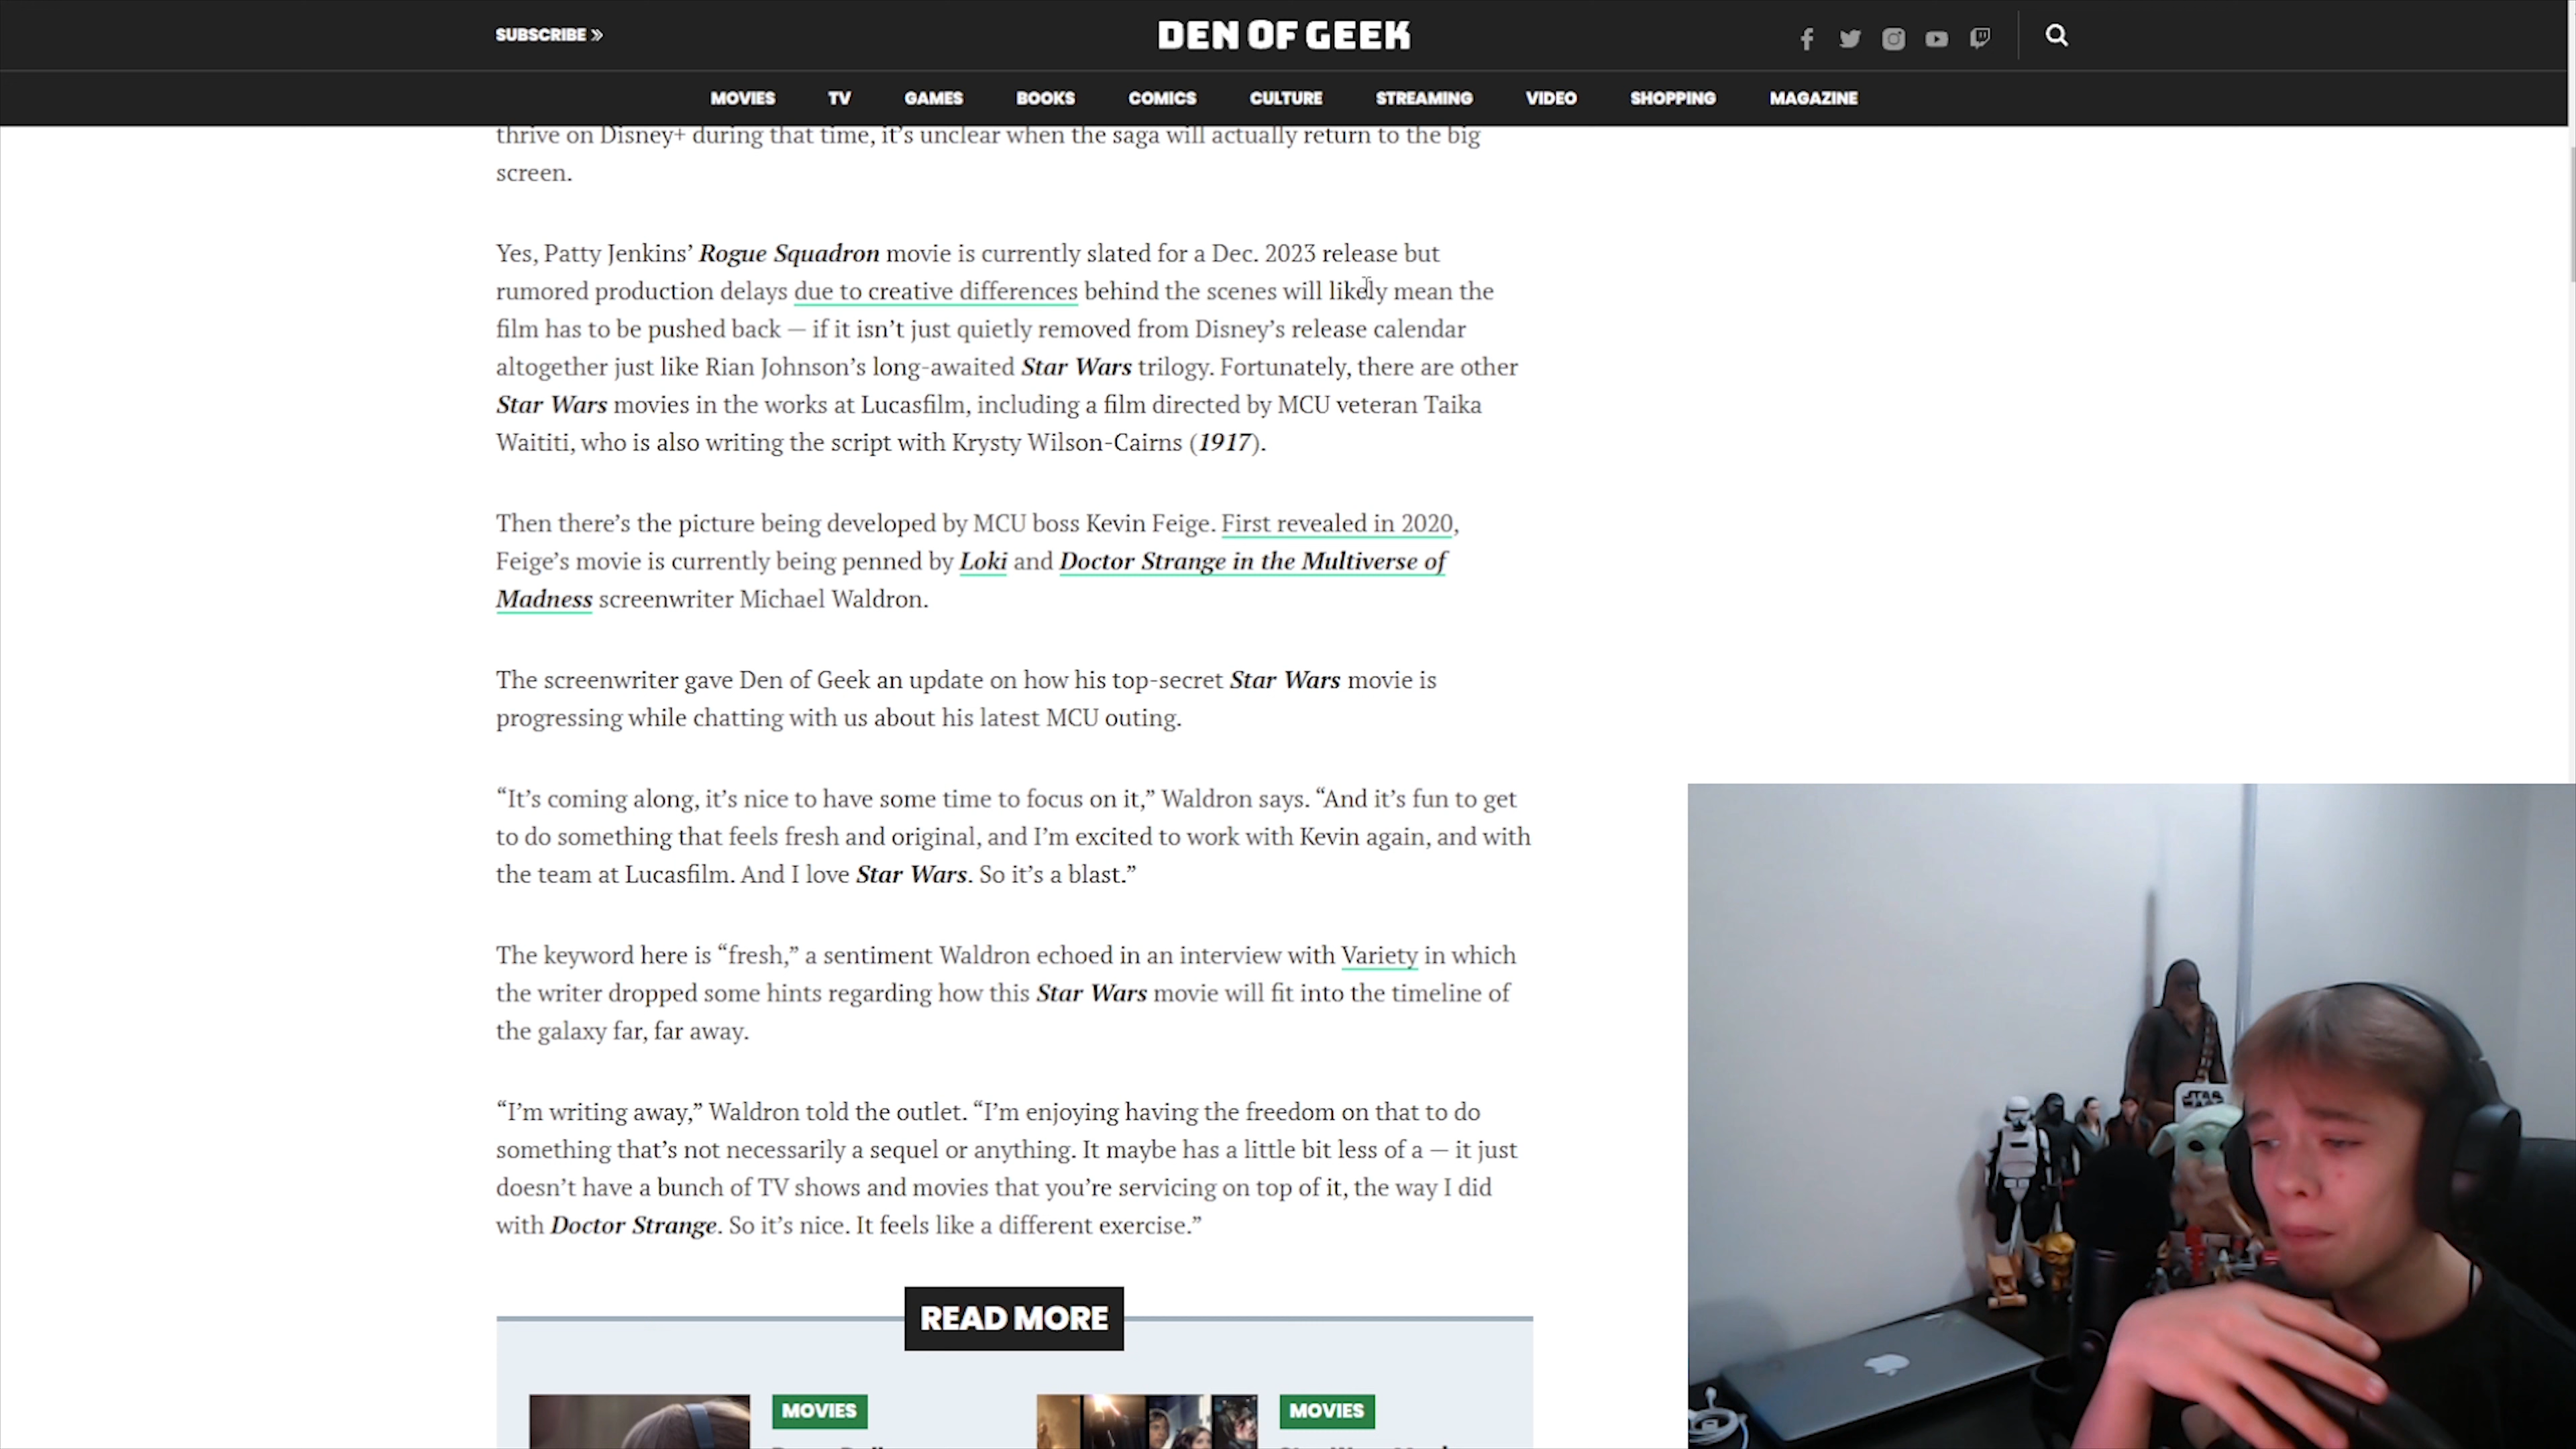 SUBSCRIBE »
DEN OF GEEK
MOVIES TV GAMES BOOKS COMICS CULTURE STREAMING VIDEO SHOPPING MAGAZINE
thrive on Disney+ during that time, it’s unclear when the saga will actually return to the big
screen.
Yes, Patty Jenkins’ Rogue Squadron movie is currently slated for a Dec. 2023 release but
rumored production delays due to creative differences behind the scenes will likely mean the
film has to be pushed back — if it isn’t just quietly removed from Disney’s release calendar
altogether just like Rian Johnson’s long-awaited Star Wars trilogy. Fortunately, there are other
Star Wars movies in the works at Lucasfilm, including a film directed by MCU veteran Taika
Waititi, who is also writing the script with Krysty Wilson-Cairns (1917).
Then there’s the picture being developed by MCU boss Kevin Feige. First revealed in 2020,
Feige’s movie is currently being penned by Loki and Doctor Strange in the Multiverse of
Madness screenwriter Michael Waldron.
The screenwriter gave Den of Geek an update on how his top-secret Star Wars movie is
progressing while chatting with us about his latest MCU outing.
“It’s coming along, it’s nice to have some time to focus on it,” Waldron says. “And it’s fun to get
to do something that feels fresh and original, and I’m excited to work with Kevin again, and with
the team at Lucasfilm. And I love Star Wars. So it’s a blast.”
The keyword here is “fresh,” a sentiment Waldron echoed in an interview with Variety in which
the writer dropped some hints regarding how this Star Wars movie will fit into the timeline of
the galaxy far, far away.
“I’m writing away,” Waldron told the outlet. “I’m enjoying having the freedom on that to do
something that’s not necessarily a sequel or anything. It maybe has a little bit less of a — it just
doesn’t have a bunch of TV shows and movies that you’re servicing on top of it, the way I did
with Doctor Strange. So it’s nice. It feels like a different exercise.”
READ MORE
MOVIES
MOVIES
STAR WARS